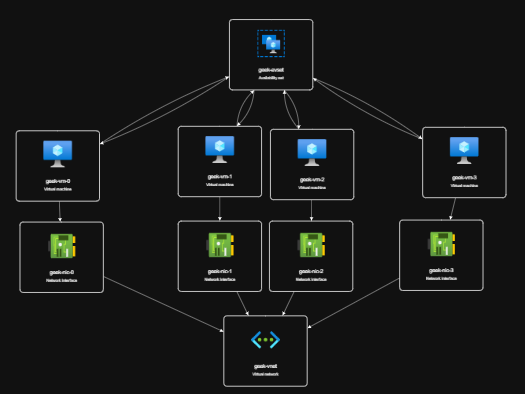 geek-avset
Availability set
geek-vm-0
Virtual machine
geek-vm-1
Virtual machine
geek-vm-2
Virtual machine
geek-vm-3
Virtual machine
geek-nic-0
Network interface
geek-nic-1
Network interface
geek-nic-2
Network interface
geek-nic-3
Network interface
geek-vnet
Virtual network